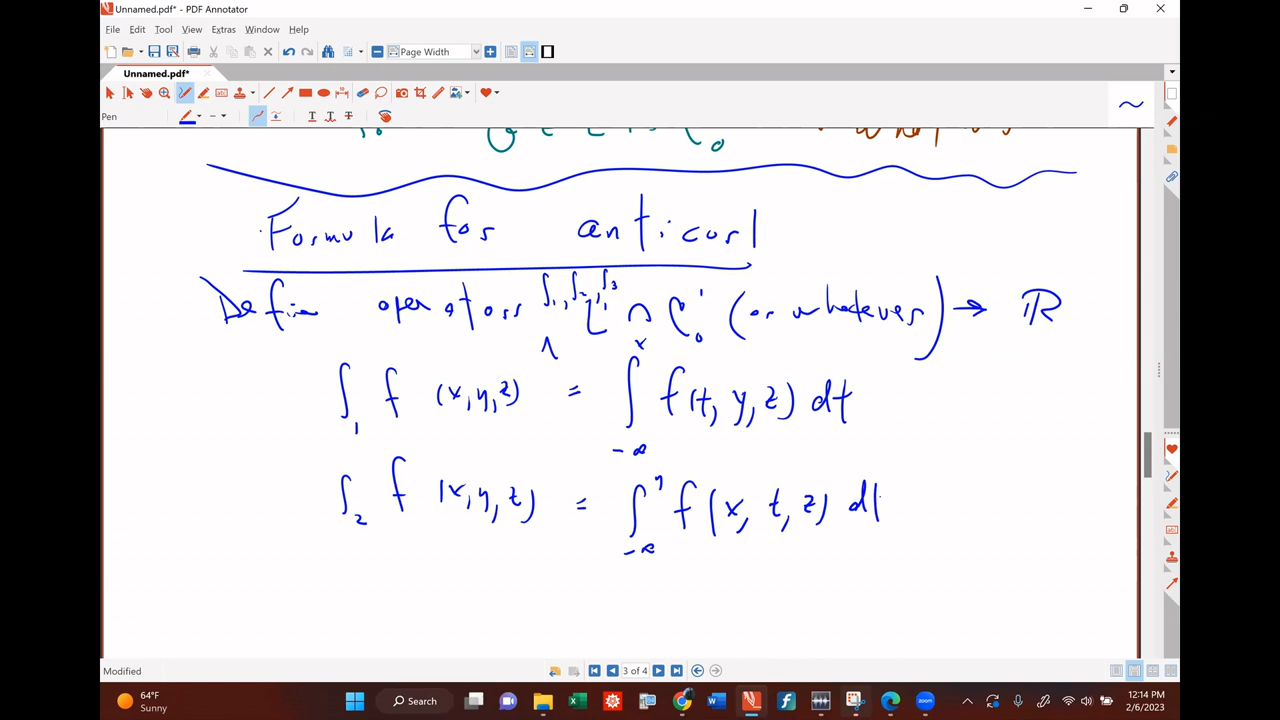 Unnamed.pdf* - PDF Annotator
File Edit Tool View Extras Window Help
Page Width
Unnamed.pdf*
Pen
Formula for anticurl
Define operators ∫₁, ∫₂, ∫₃ L¹ ∩ C₀¹ (or whatever) → ℝ
∫₁ f (x,y,z) = ∫_{-∞}^{x} f(t, y, z) dt
∫₂ f (x,y,z) = ∫_{-∞}^{y} f(x, t, z) dt
Modified
3 of 4
64°F
Sunny
Search
12:14 PM
2/6/2023